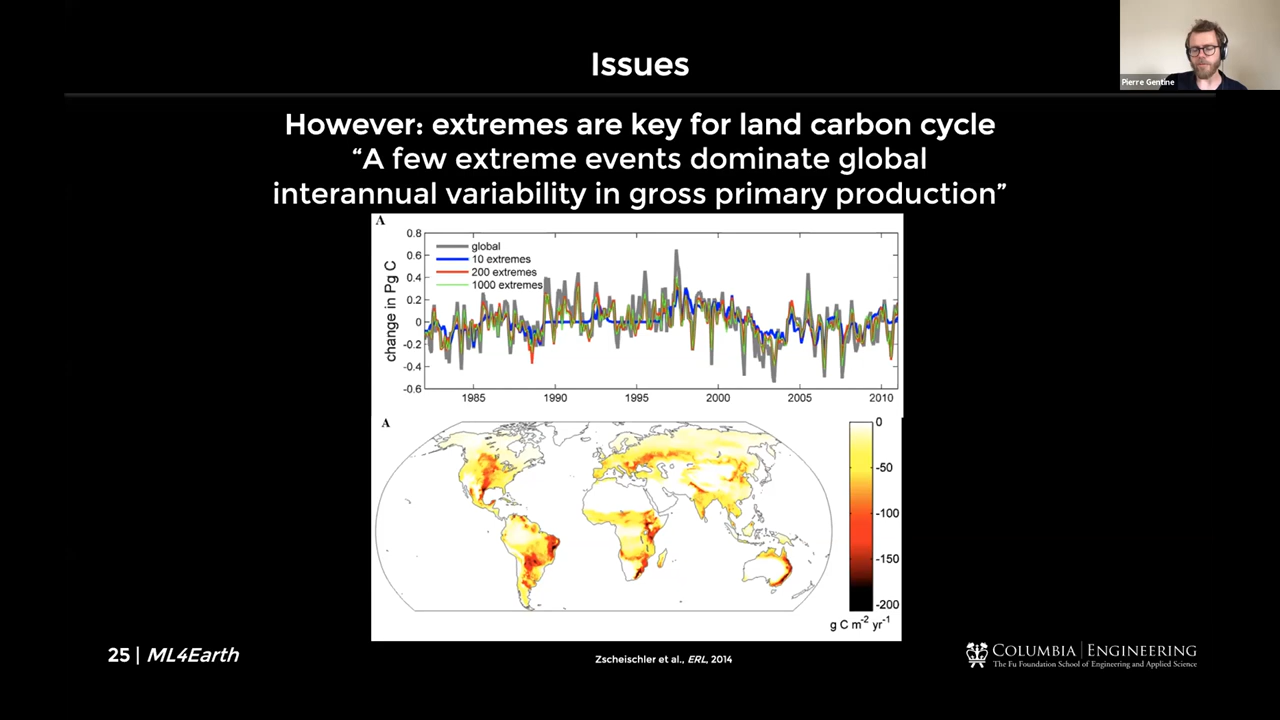 Issues
Pierre Gentine
However: extremes are key for land carbon cycle
“A few extreme events dominate global
interannual variability in gross primary production”
A
0.8
0.6
0.4
0.2
0
-0.2
-0.4
-0.6
change in Pg C
global
10 extremes
200 extremes
1000 extremes
1985 1990 1995 2000 2005 2010
A
0
-50
-100
-150
-200
g C m⁻² yr⁻¹
25 | ML4Earth
Zscheischler et al., ERL, 2014
COLUMBIA | ENGINEERING
The Fu Foundation School of Engineering and Applied Science